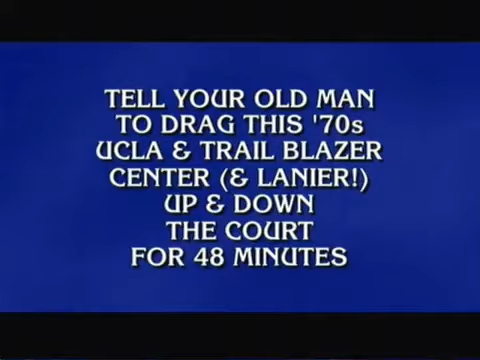 TELL YOUR OLD MAN
TO DRAG THIS '70s
UCLA & TRAIL BLAZER
CENTER (& LANIER!)
UP & DOWN
THE COURT
FOR 48 MINUTES